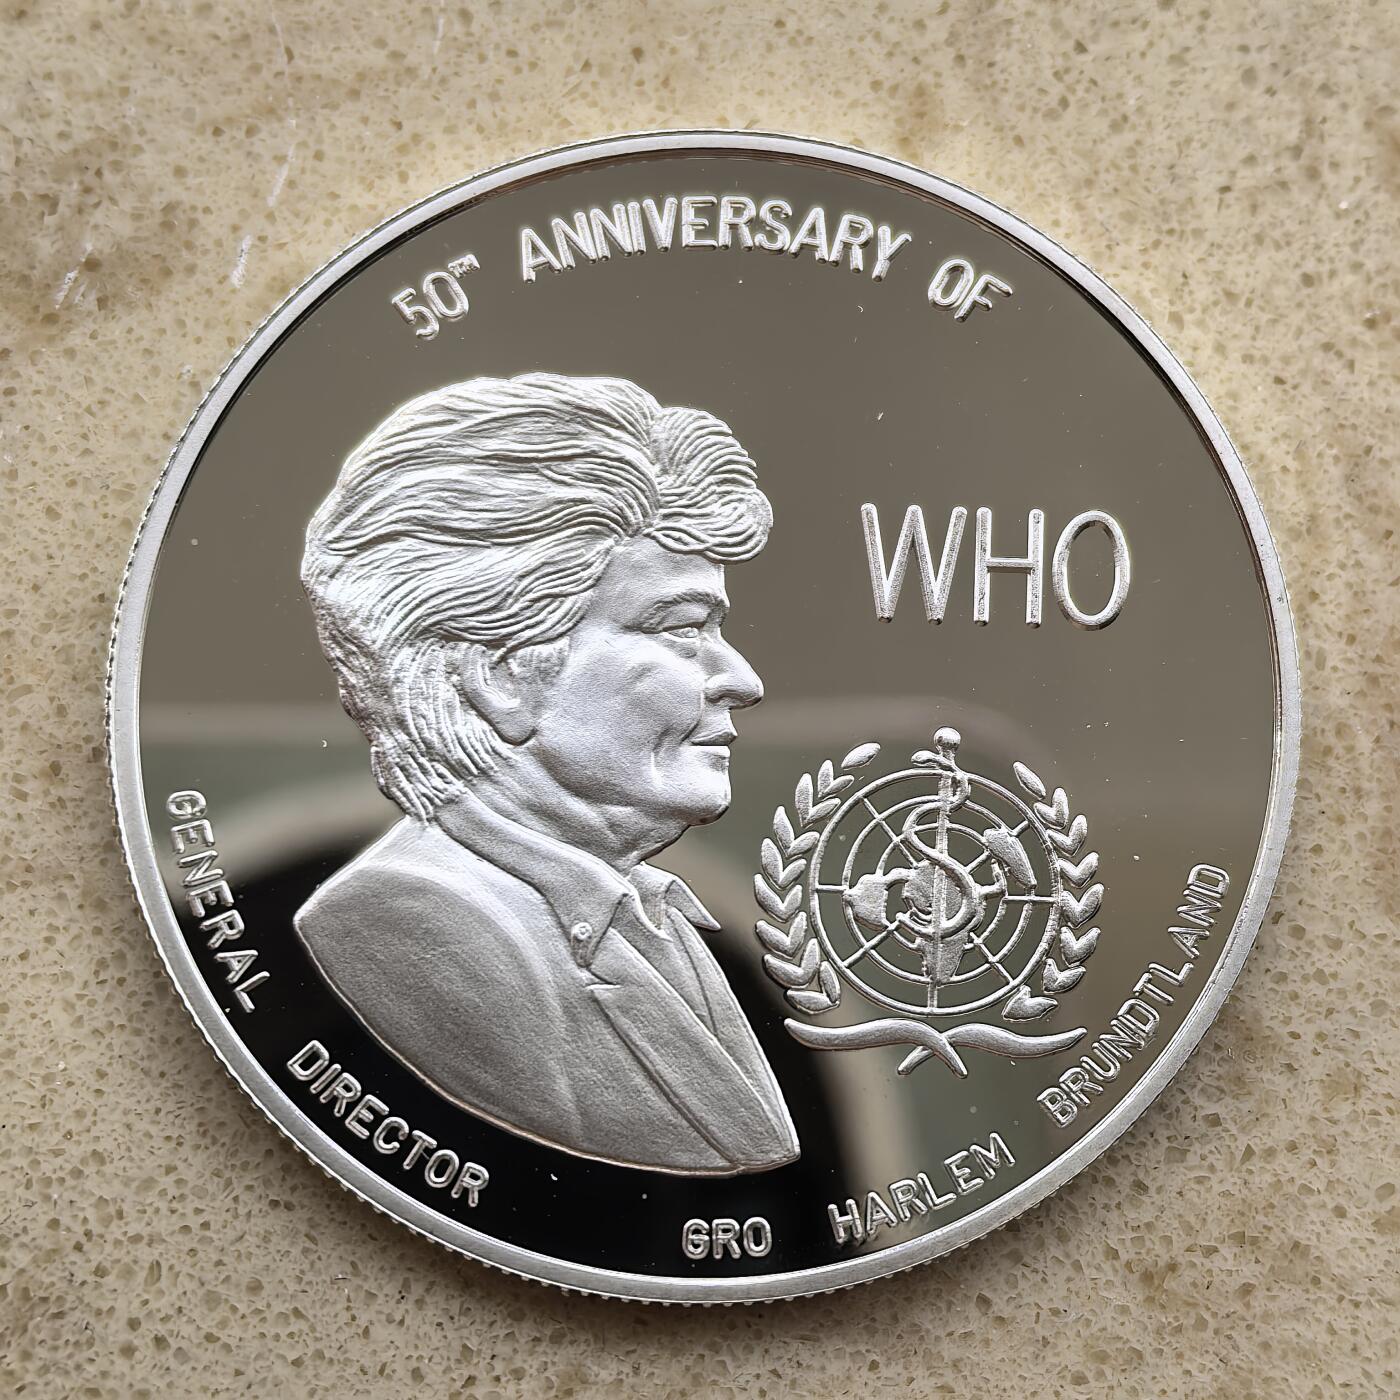 50TH ANNIVERSARY OF
WHO
GENERAL DIRECTOR GRO HARLEM BRUNDTLAND